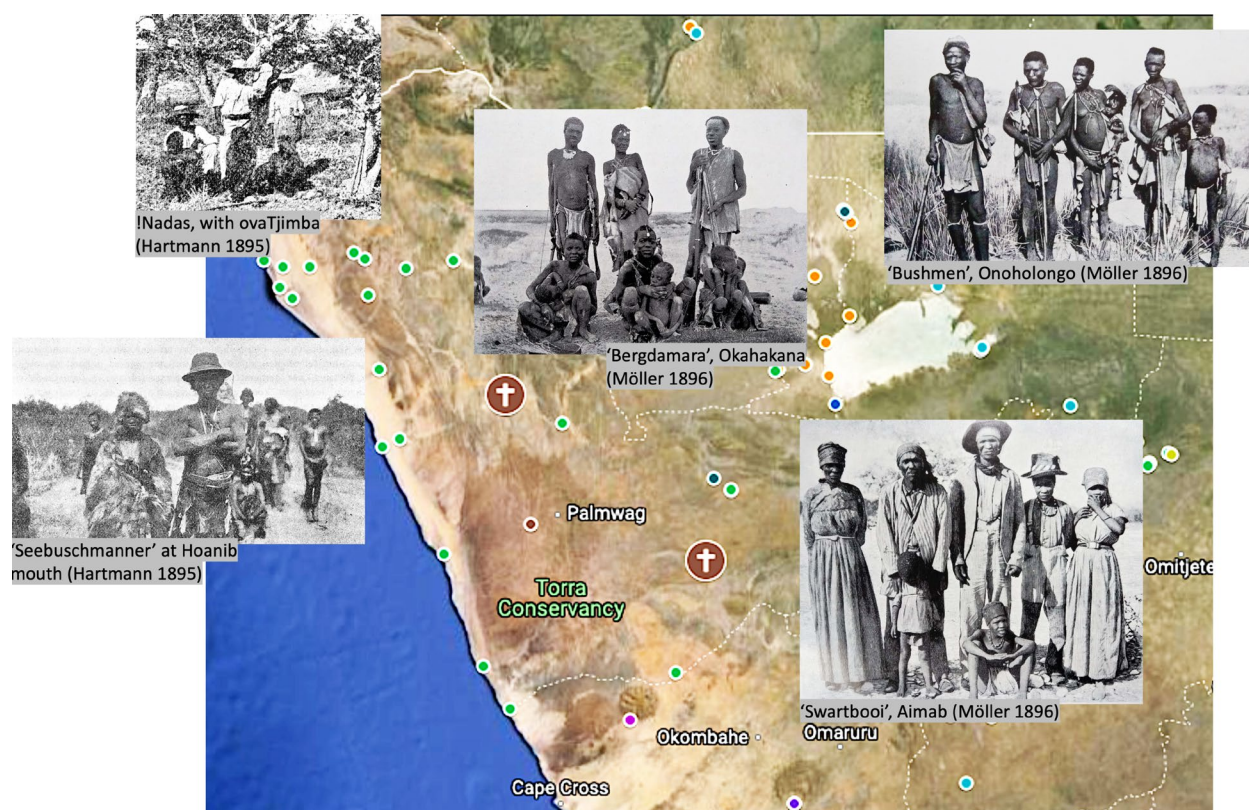 !Nadas, with ovaTjimba
(Hartmann 1895)
‘Bushmen’, Onoholongo (Möller 1896)
‘Bergdamara’, Okahakana
(Möller 1896)
‘Seebuschmanner’ at Hoanib
mouth (Hartmann 1895)
Palmwag
Torra
Conservancy
Omitjete
‘Swartbooi’, Aimab (Möller 1896)
Okombahe
Omaruru
Cape Cross